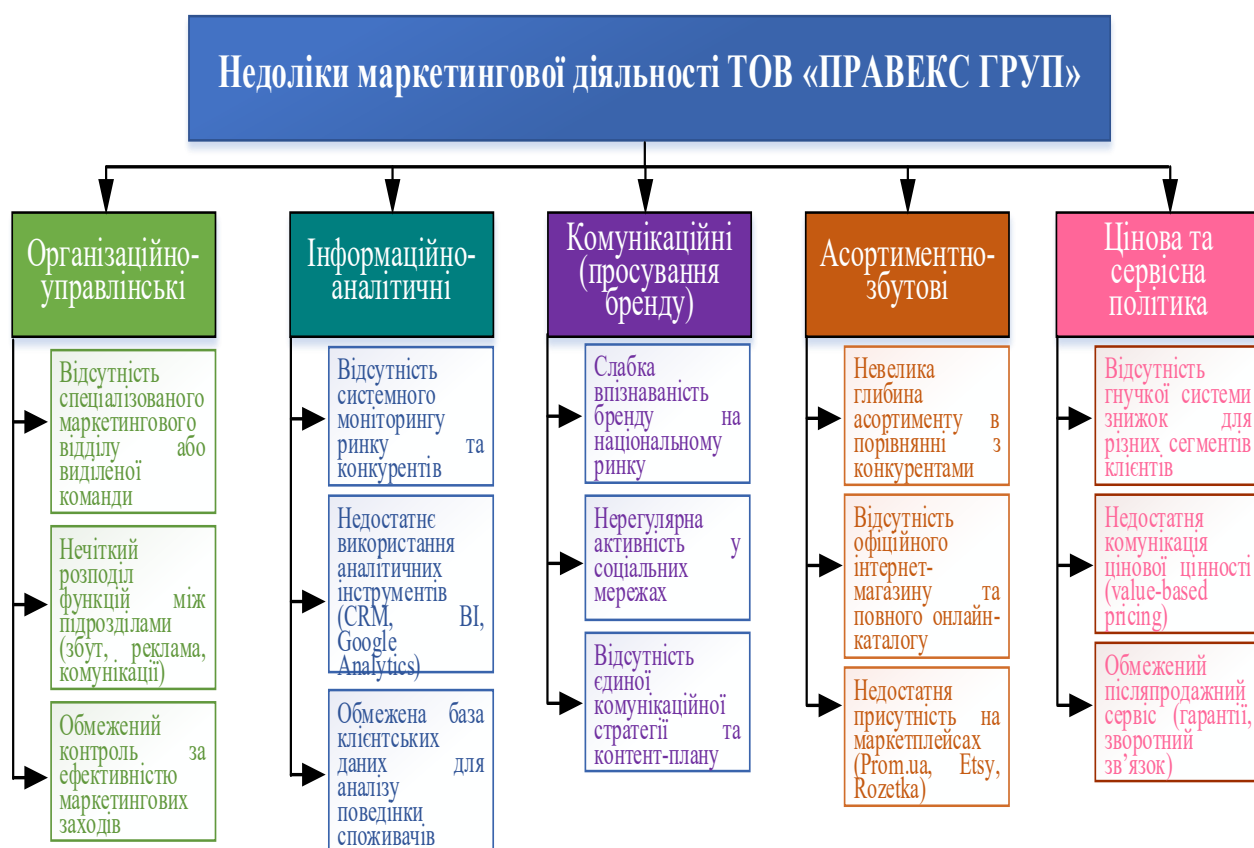 Недоліки маркетингової діяльності ТОВ «ПРАВЕКС ГРУП»
Організаційно-
управлінські
Відсутність
спеціалізованого
маркетингового
відділу або
виділеної
команди
Нечіткий
розподіл
функцій між
підрозділами
(збут, реклама,
комунікації)
Обмежений
контроль за
ефективністю
маркетингових
заходів
Інформаційно-
аналітичні
Відсутність
системного
моніторингу
ринку та
конкурентів
Недостатнє
використання
аналітичних
інструментів
(CRM, BI,
Google
Analytics)
Обмежена база
клієнтських
даних для
аналізу
поведінки
споживачів
Комунікаційні
(просування
бренду)
Слабка
впізнаваність
бренду на
національному
ринку
Нерегулярна
активність у
соціальних
мережах
Відсутність
єдиної
комунікаційної
стратегії та
контент-плану
Асортиментно-
збутові
Невелика
глибина
асортименту в
порівнянні з
конкурентами
Відсутність
офіційного
інтернет-
магазину та
повного онлайн-
каталогу
Недостатня
присутність на
маркетплейсах
(Prom.ua, Etsy,
Rozetka)
Цінова та
сервісна
політика
Відсутність
гнучкої системи
знижок для
різних сегментів
клієнтів
Недостатня
комунікація
цінової цінності
(value-based
pricing)
Обмежений
післяпродажний
сервіс (гарантії,
зворотний
зв’язок)